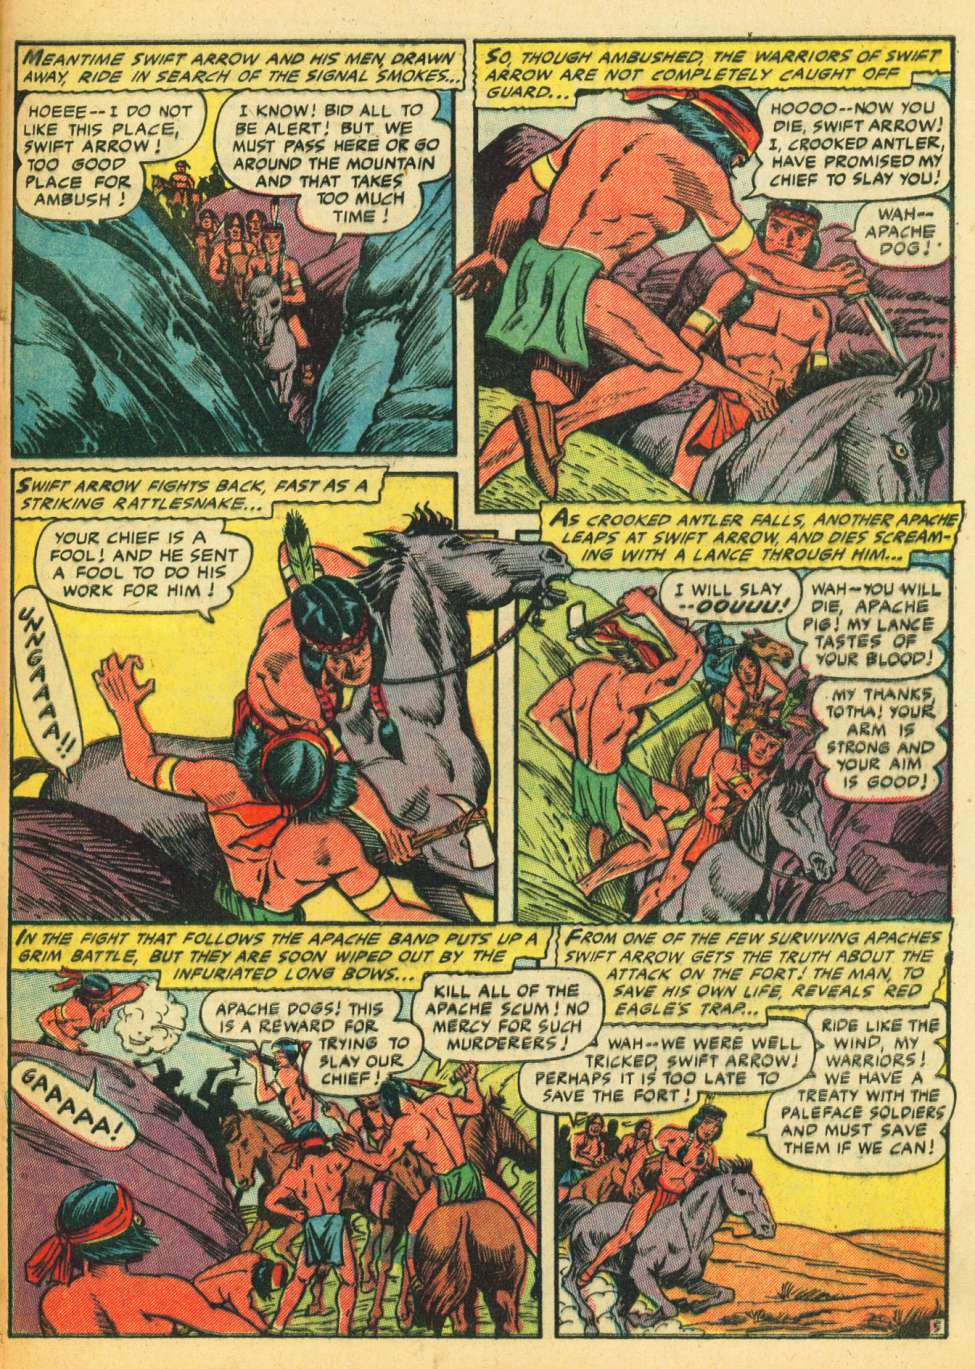 MEANTIME SWIFT ARROW AND HIS MEN, DRAWN
AWAY, RIDE IN SEARCH OF THE SIGNAL SMOKES...
HOEEE--I DO NOT
LIKE THIS PLACE,
SWIFT ARROW!
TOO GOOD
PLACE FOR
AMBUSH!
I KNOW! BID ALL TO
BE ALERT! BUT WE
MUST PASS HERE OR GO
AROUND THE MOUNTAIN
AND THAT TAKES
TOO MUCH
TIME!
SO, THOUGH AMBUSHED, THE WARRIORS OF SWIFT
ARROW ARE NOT COMPLETELY CAUGHT OFF
GUARD...
HOOOO--NOW YOU
DIE, SWIFT ARROW!
I, CROOKED ANTLER,
HAVE PROMISED MY
CHIEF TO SLAY YOU!
WAH--
APACHE
DOG!
SWIFT ARROW FIGHTS BACK, FAST AS A
STRIKING RATTLESNAKE...
YOUR CHIEF IS A
FOOL! AND HE SENT
A FOOL TO DO HIS
WORK FOR HIM!
UNNGAAAA!!
AS CROOKED ANTLER FALLS, ANOTHER APACHE
LEAPS AT SWIFT ARROW, AND DIES SCREAM-
ING WITH A LANCE THROUGH HIM...
I WILL SLAY
--OOUUU!
WAH--YOU WILL
DIE, APACHE
PIG! MY LANCE
TASTES OF
YOUR BLOOD!
MY THANKS,
TOTHA! YOUR
ARM IS
STRONG AND
YOUR AIM
IS GOOD!
IN THE FIGHT THAT FOLLOWS THE APACHE BAND PUTS UP A
GRIM BATTLE, BUT THEY ARE SOON WIPED OUT BY THE
INFURIATED LONG BOWS...
APACHE DOGS! THIS
IS A REWARD FOR
TRYING TO
SLAY OUR
CHIEF!
KILL ALL OF THE
APACHE SCUM! NO
MERCY FOR SUCH
MURDERERS!
GAAAAA!
FROM ONE OF THE FEW SURVIVING APACHES
SWIFT ARROW GETS THE TRUTH ABOUT THE
ATTACK ON THE FORT! THE MAN, TO
SAVE HIS OWN LIFE, REVEALS RED
EAGLE'S TRAP...
WAH--WE WERE WELL
TRICKED, SWIFT ARROW!
PERHAPS IT IS TOO LATE TO
SAVE THE FORT!
RIDE LIKE THE
WIND, MY
WARRIORS!
WE HAVE A
TREATY WITH THE
PALEFACE SOLDIERS
AND MUST SAVE
THEM IF WE CAN!
5